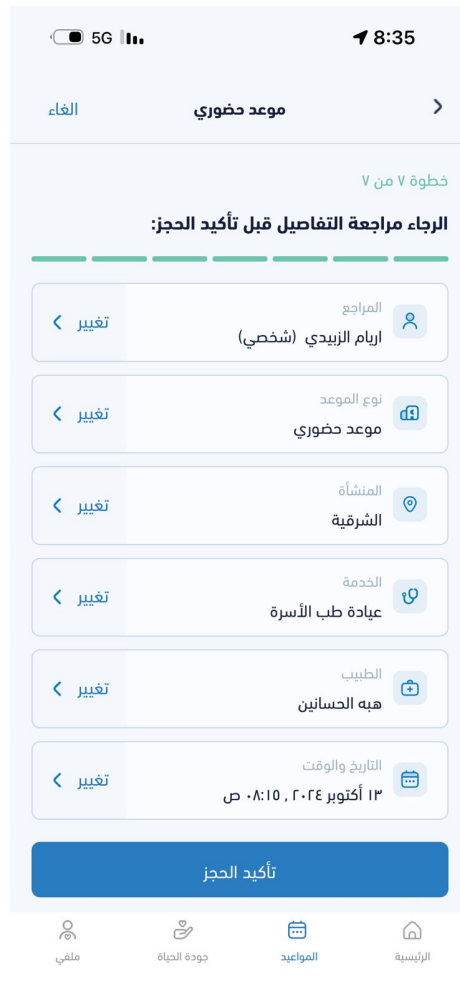 5G 8:35
موعد حضوري
الغاء
خطوة ٧ من ٧
الرجاء مراجعة التفاصيل قبل تأكيد الحجز:
المراجع
اريام الزبيدي (شخصي)
تغيير
نوع الموعد
موعد حضوري
تغيير
المنشأة
الشرقية
تغيير
الخدمة
عيادة طب الأسرة
تغيير
الطبيب
هبه الحسانين
تغيير
التاريخ والوقت
١٣ أكتوبر ٢٠٢٤ , ٠٨:١٥ ص
تغيير
تأكيد الحجز
الرئيسية
المواعيد
جودة الحياة
ملفي